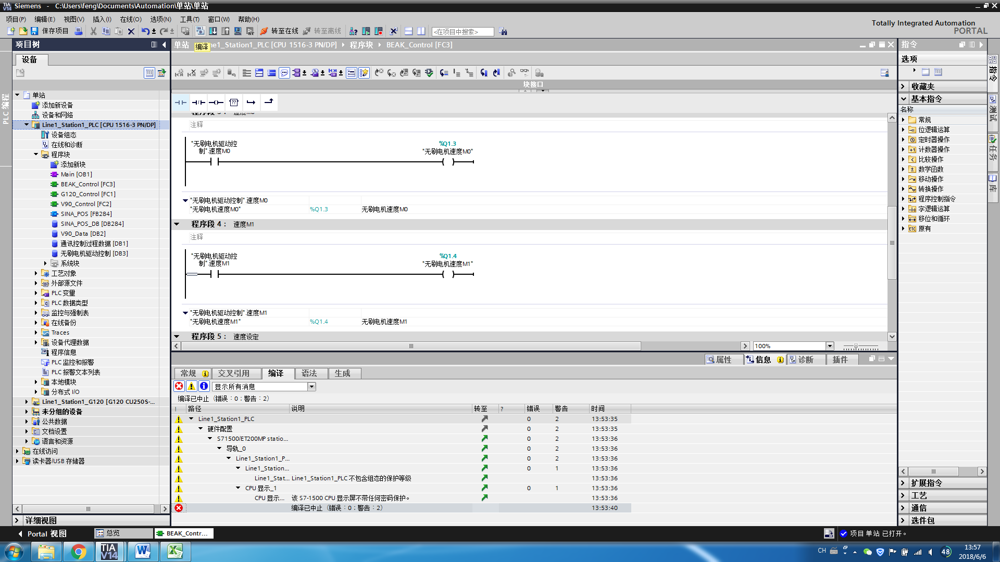 Siemens - C:\Users\feng\Documents\Automation\单站\单站
项目(P) 编辑(E) 视图(V) 插入(I) 在线(O) 选项(N) 工具(T) 窗口(W) 帮助(H)
Totally Integrated Automation
PORTAL
保存项目 转至在线 转至离线 <在项目中搜索>
项目树
设备
PLC 编程
单站
添加新设备
设备和网络
Line1_Station1_PLC [CPU 1516-3 PN/DP]
设备组态
在线和诊断
程序块
添加新块
Main [OB1]
BEAK_Control [FC3]
G120_Control [FC1]
V90_Control [FC2]
SINA_POS [FB284]
SINA_POS_DB [DB284]
V90_Data [DB2]
通讯控制过程数据 [DB1]
无刷电机驱动控制 [DB3]
系统块
工艺对象
外部源文件
PLC 变量
PLC 数据类型
监控与强制表
在线备份
Traces
设备代理数据
程序信息
PLC 监控和报警
PLC 报警文本列表
本地模块
分布式 I/O
Line1_Station1_G120 [G120 CU250S-...
未分组的设备
公共数据
文档设置
语言和资源
在线访问
读卡器/USB 存储器
详细视图
单站 编译 ne1_Station1_PLC [CPU 1516-3 PN/DP] 程序块 BEAK_Control [FC3]
块接口
程序段 3： 速度M0
注释
"无刷电机驱动控
制".速度M0
%Q1.3
"无刷电机速度M0"
"无刷电机驱动控制".速度M0
"无刷电机速度M0" %Q1.3 无刷电机速度M0
程序段 4： 速度M1
注释
"无刷电机驱动控
制".速度M1
%Q1.4
"无刷电机速度M1"
"无刷电机驱动控制".速度M1
"无刷电机速度M1" %Q1.4 无刷电机速度M1
程序段 5： 速度设定
100%
属性 信息 诊断 插件
常规 交叉引用 编译 语法 生成
显示所有消息
编译已中止（错误：0；警告：2）
! 路径 说明 转至 ? 错误 警告 时间
Line1_Station1_PLC 0 2 13:53:35
硬件配置 0 2 13:53:35
S71500/ET200MP statio... 0 2 13:53:36
导轨_0 0 2 13:53:36
Line1_Station1_P... 0 2 13:53:36
Line1_Station... 0 1 13:53:36
Line1_Stat... Line1_Station1_PLC 不包含组态的保护等级 13:53:36
CPU 显示_1 0 1 13:53:36
CPU 显示... 该 S7-1500 CPU 显示屏不带任何密码保护。 13:53:36
编译已中止（错误：0；警告：2） 13:53:40
指令
选项
收藏夹
基本指令
名称
常规
位逻辑运算
定时器操作
计数器操作
比较操作
数学函数
移动操作
转换操作
程序控制指令
字逻辑运算
移位和循环
原有
扩展指令
工艺
通信
选件包
指令
测试
任务
库
Portal 视图 总览 BEAK_Contr...
项目 单站 已打开。
CH 48
13:57
2018/6/6